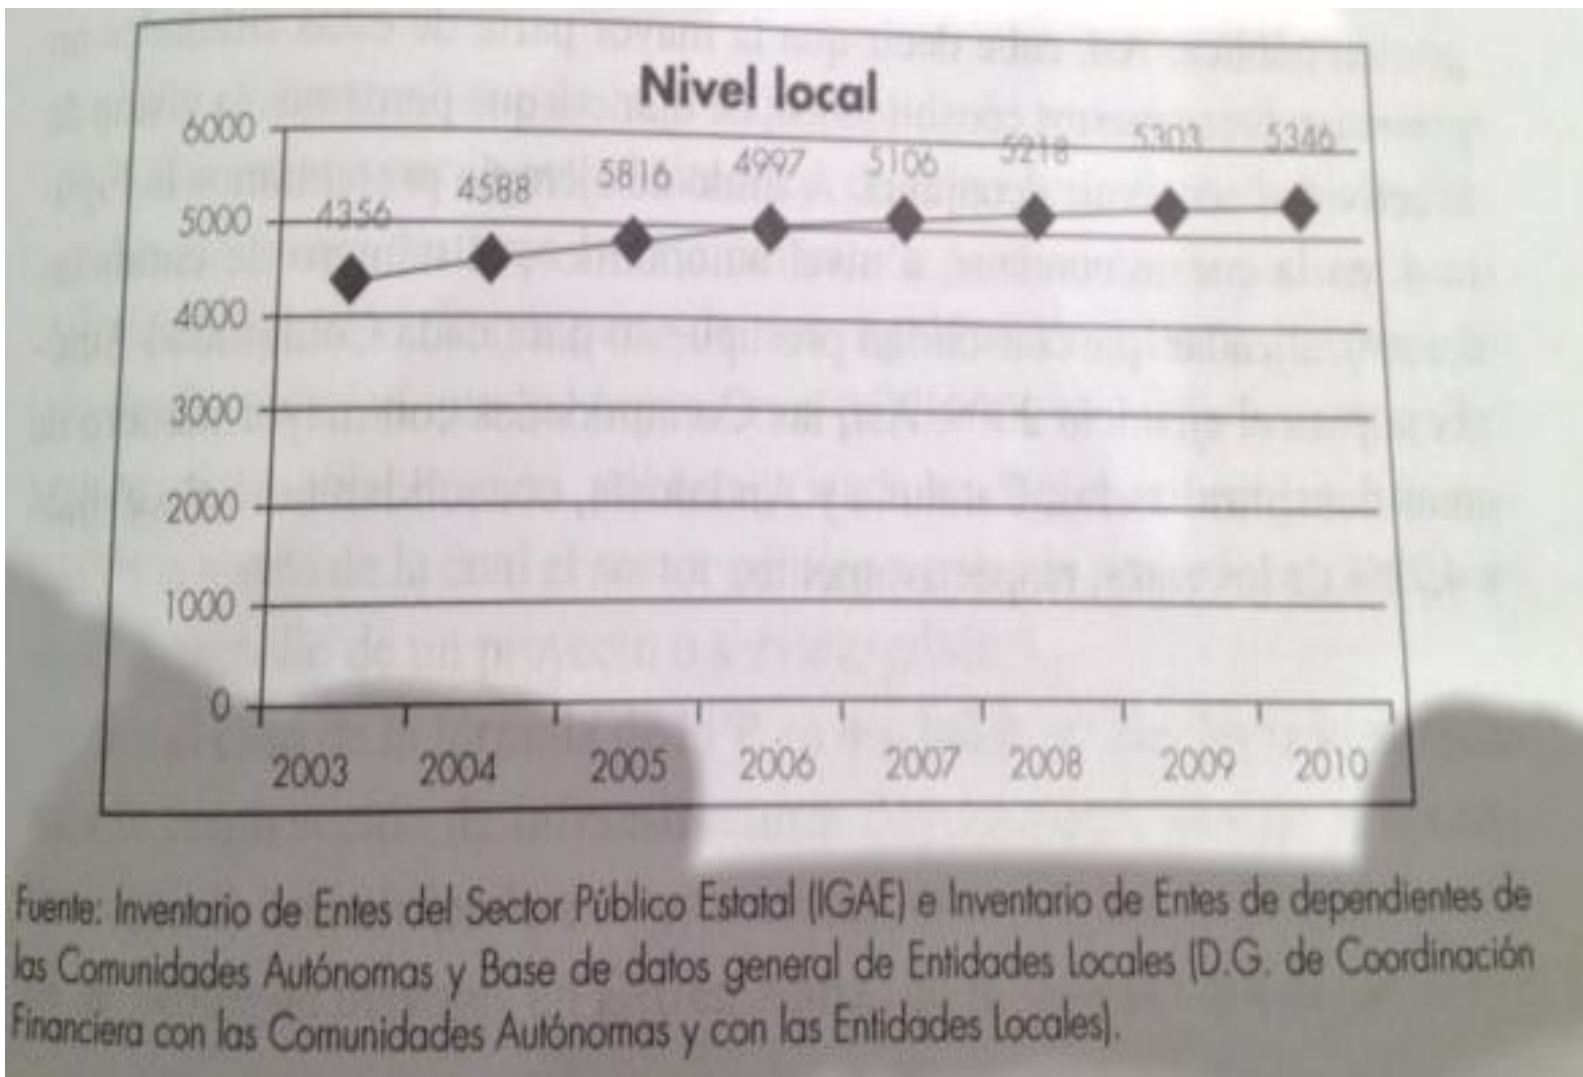 Nivel local
6000
4356 4588 5816 4997 5106 5218 5303 5346
5000
4000
3000
2000
1000
0
2003 2004 2005 2006 2007 2008 2009 2010
Fuente: Inventario de Entes del Sector Público Estatal (IGAE) e Inventario de Entes de dependientes de
las Comunidades Autónomas y Base de datos general de Entidades Locales (D.G. de Coordinación
Financiera con las Comunidades Autónomas y con las Entidades Locales).